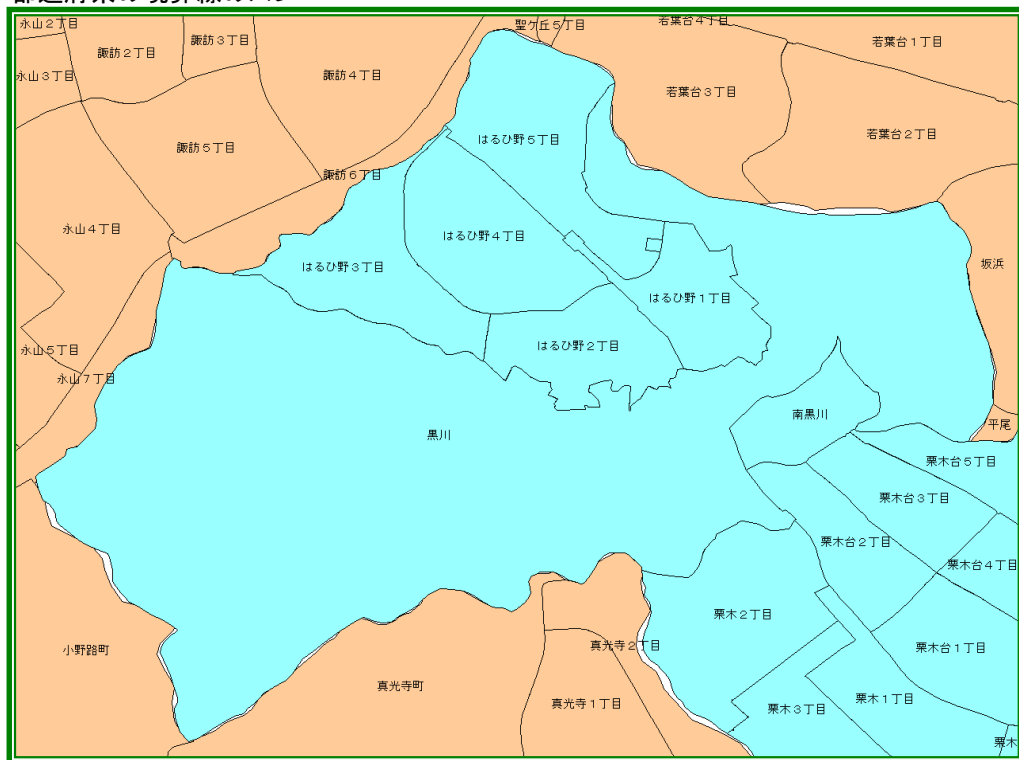 永山２丁目
諏訪２丁目
諏訪３丁目
聖ケ丘５丁目
若葉台４丁目
若葉台１丁目
永山３丁目
諏訪４丁目
若葉台３丁目
若葉台２丁目
諏訪５丁目
はるひ野５丁目
諏訪６丁目
永山４丁目
はるひ野４丁目
はるひ野３丁目
坂浜
はるひ野１丁目
はるひ野２丁目
永山５丁目
永山７丁目
南黒川
平尾
黒川
栗木台５丁目
栗木台３丁目
栗木台２丁目
栗木台４丁目
栗木２丁目
小野路町
真光寺２丁目
栗木台１丁目
真光寺町
真光寺１丁目
栗木３丁目
栗木１丁目
栗木